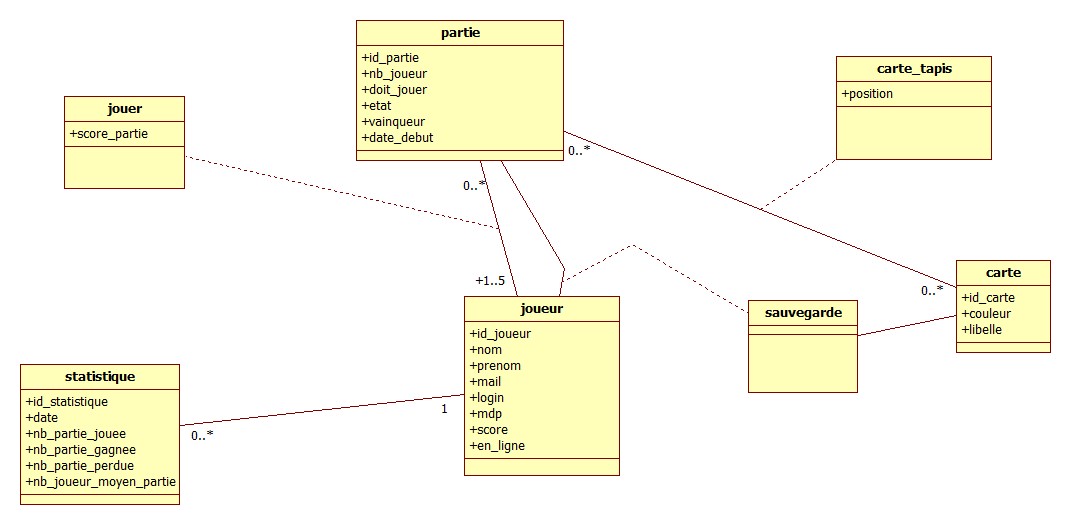 partie
+id_partie
+nb_joueur
+doit_jouer
+etat
+vainqueur
+date_debut
carte_tapis
+position
jouer
+score_partie
0..*
0..*
+1..5
0..*
carte
+id_carte
+couleur
+libelle
joueur
+id_joueur
+nom
+prenom
+mail
+login
+mdp
+score
+en_ligne
sauvegarde
statistique
+id_statistique
+date
+nb_partie_jouee
+nb_partie_gagnee
+nb_partie_perdue
+nb_joueur_moyen_partie
1
0..*